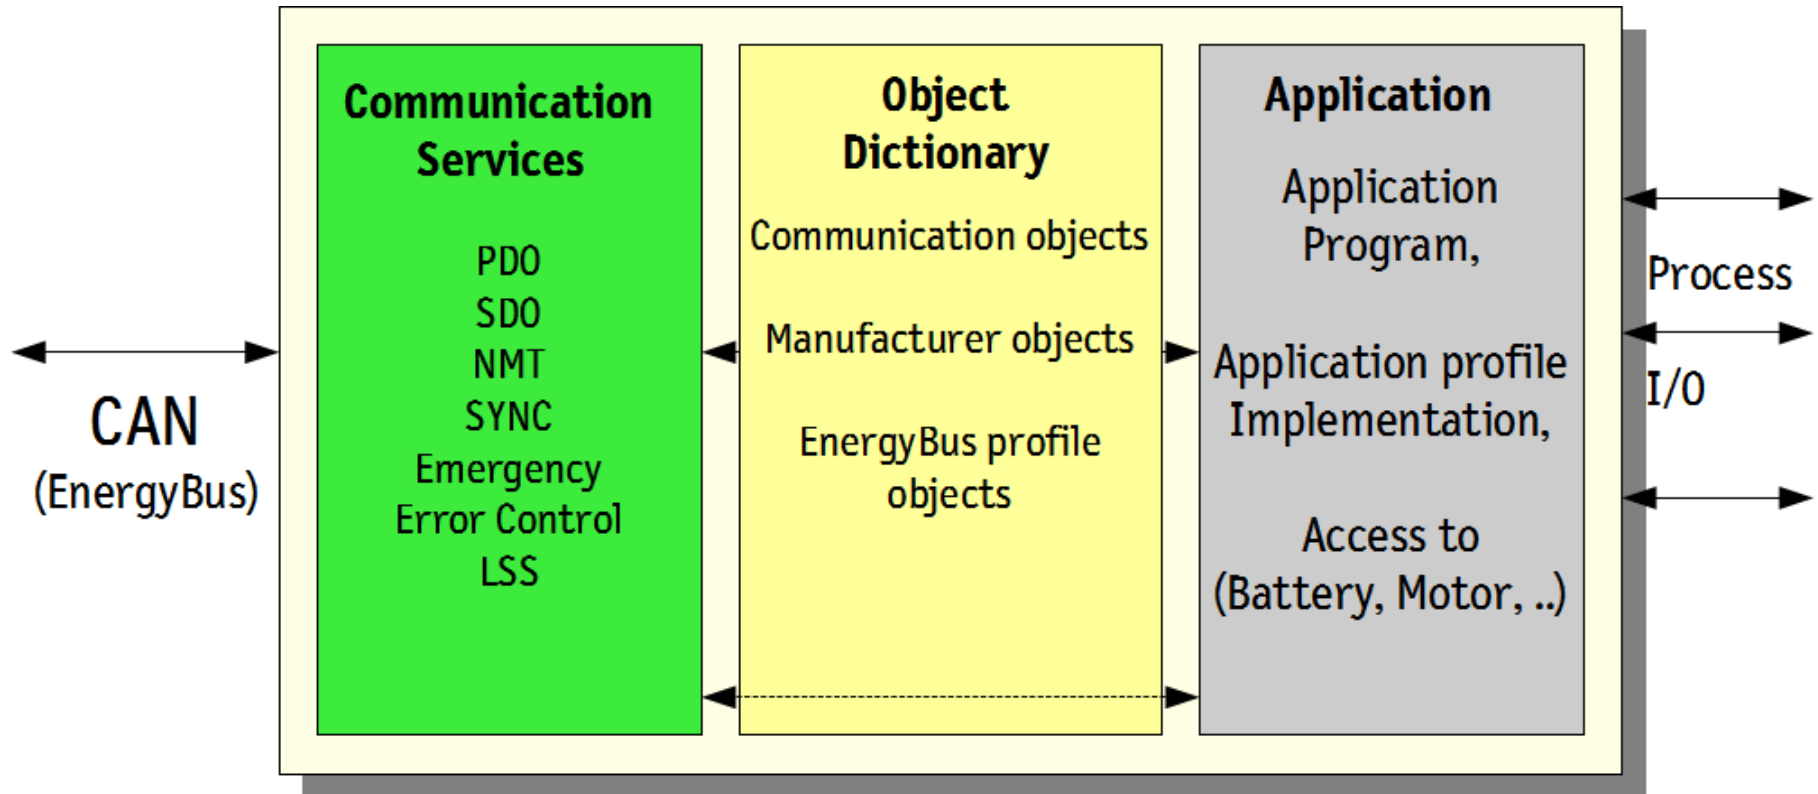 CAN
(EnergyBus)
Communication
Services
PDO
SDO
NMT
SYNC
Emergency
Error Control
LSS
Object
Dictionary
Communication objects
Manufacturer objects
EnergyBus profile
objects
Application
Application
Program,
Application profile
Implementation,
Access to
(Battery, Motor, ..)
Process
I/O